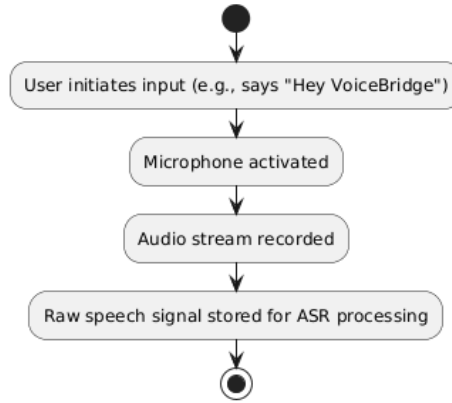 User initiates input (e.g., says "Hey VoiceBridge")
Microphone activated
Audio stream recorded
Raw speech signal stored for ASR processing